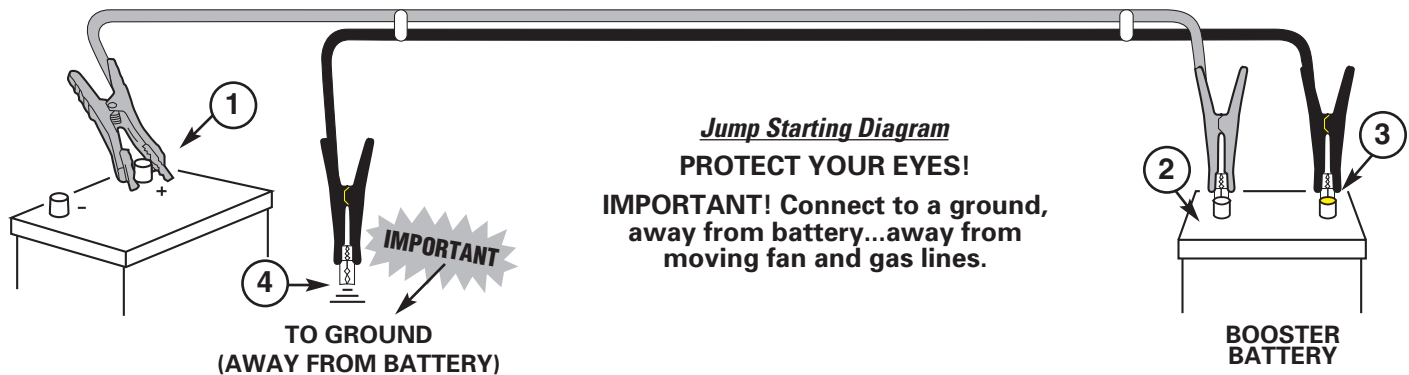 1
-
+
4
IMPORTANT
TO GROUND
(AWAY FROM BATTERY)
Jump Starting Diagram
PROTECT YOUR EYES!
IMPORTANT! Connect to a ground,
away from battery...away from
moving fan and gas lines.
2
3
BOOSTER
BATTERY